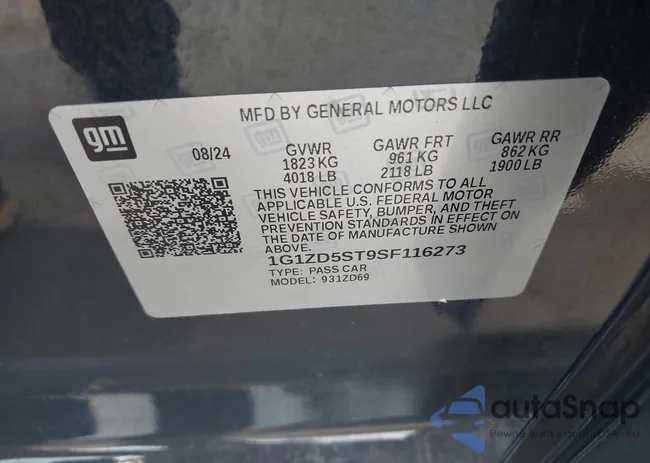 MFD BY GENERAL MOTORS LLC
gm
08/24
GVWR GAWR FRT GAWR RR
1823 KG 961 KG 862 KG
4018 LB 2118 LB 1900 LB
THIS VEHICLE CONFORMS TO ALL
APPLICABLE U.S. FEDERAL MOTOR
VEHICLE SAFETY, BUMPER, AND THEFT
PREVENTION STANDARDS IN EFFECT ON
THE DATE OF MANUFACTURE SHOWN
ABOVE.
1G1ZD5ST9SF116273
TYPE: PASS CAR
MODEL: 931ZD69
autoSnap
Pewne auto z